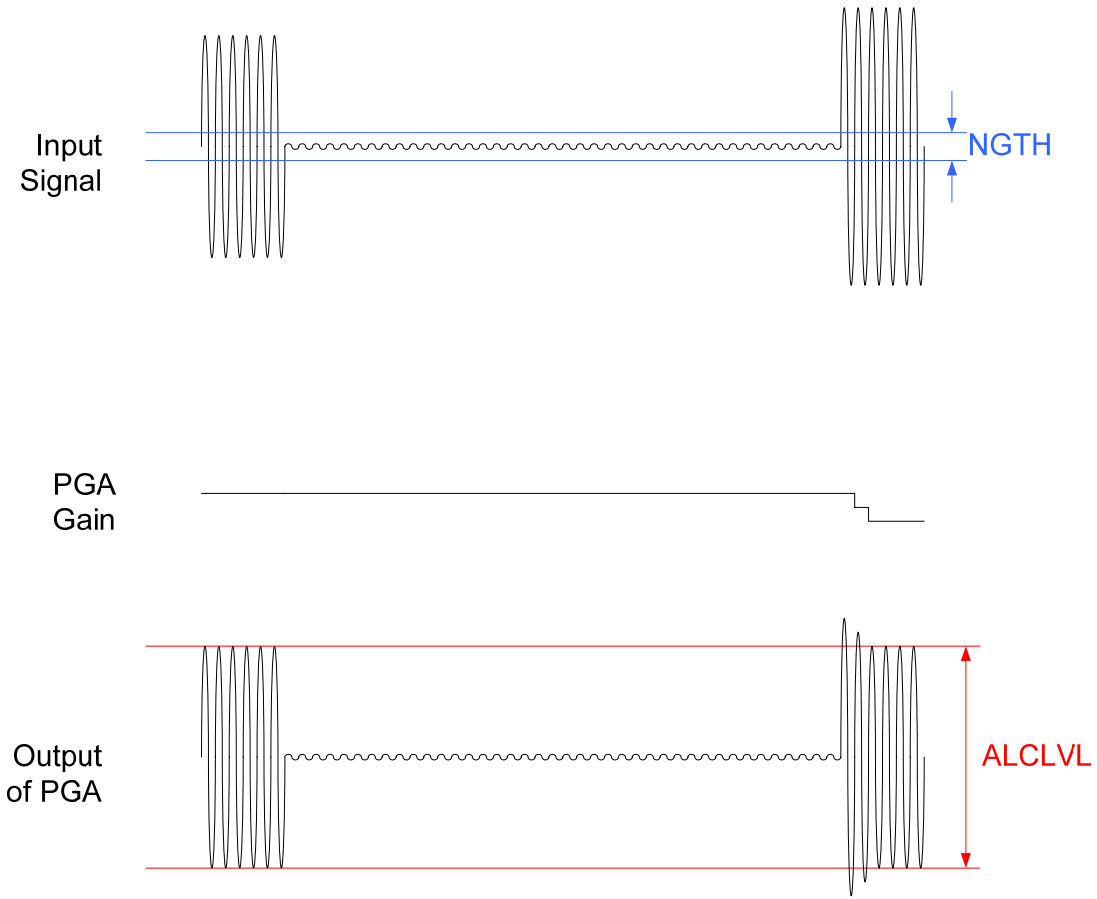 Input
Signal
NGTH
PGA
Gain
Output
of PGA
ALCLVL